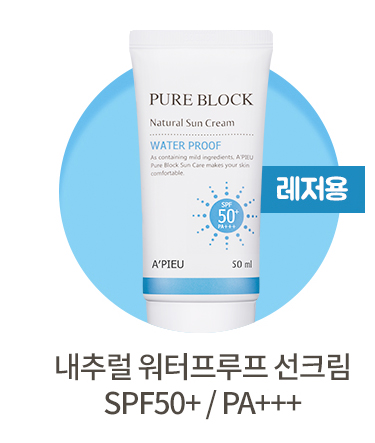 PURE BLOCK
Natural Sun Cream
WATER PROOF
As containing mild ingredients, A'PIEU
Pure Block Sun Care makes your skin
comfortable.
레저용
SPF
50+
PA+++
A'PIEU
50 ml
내추럴 워터프루프 선크림
SPF50+ / PA+++